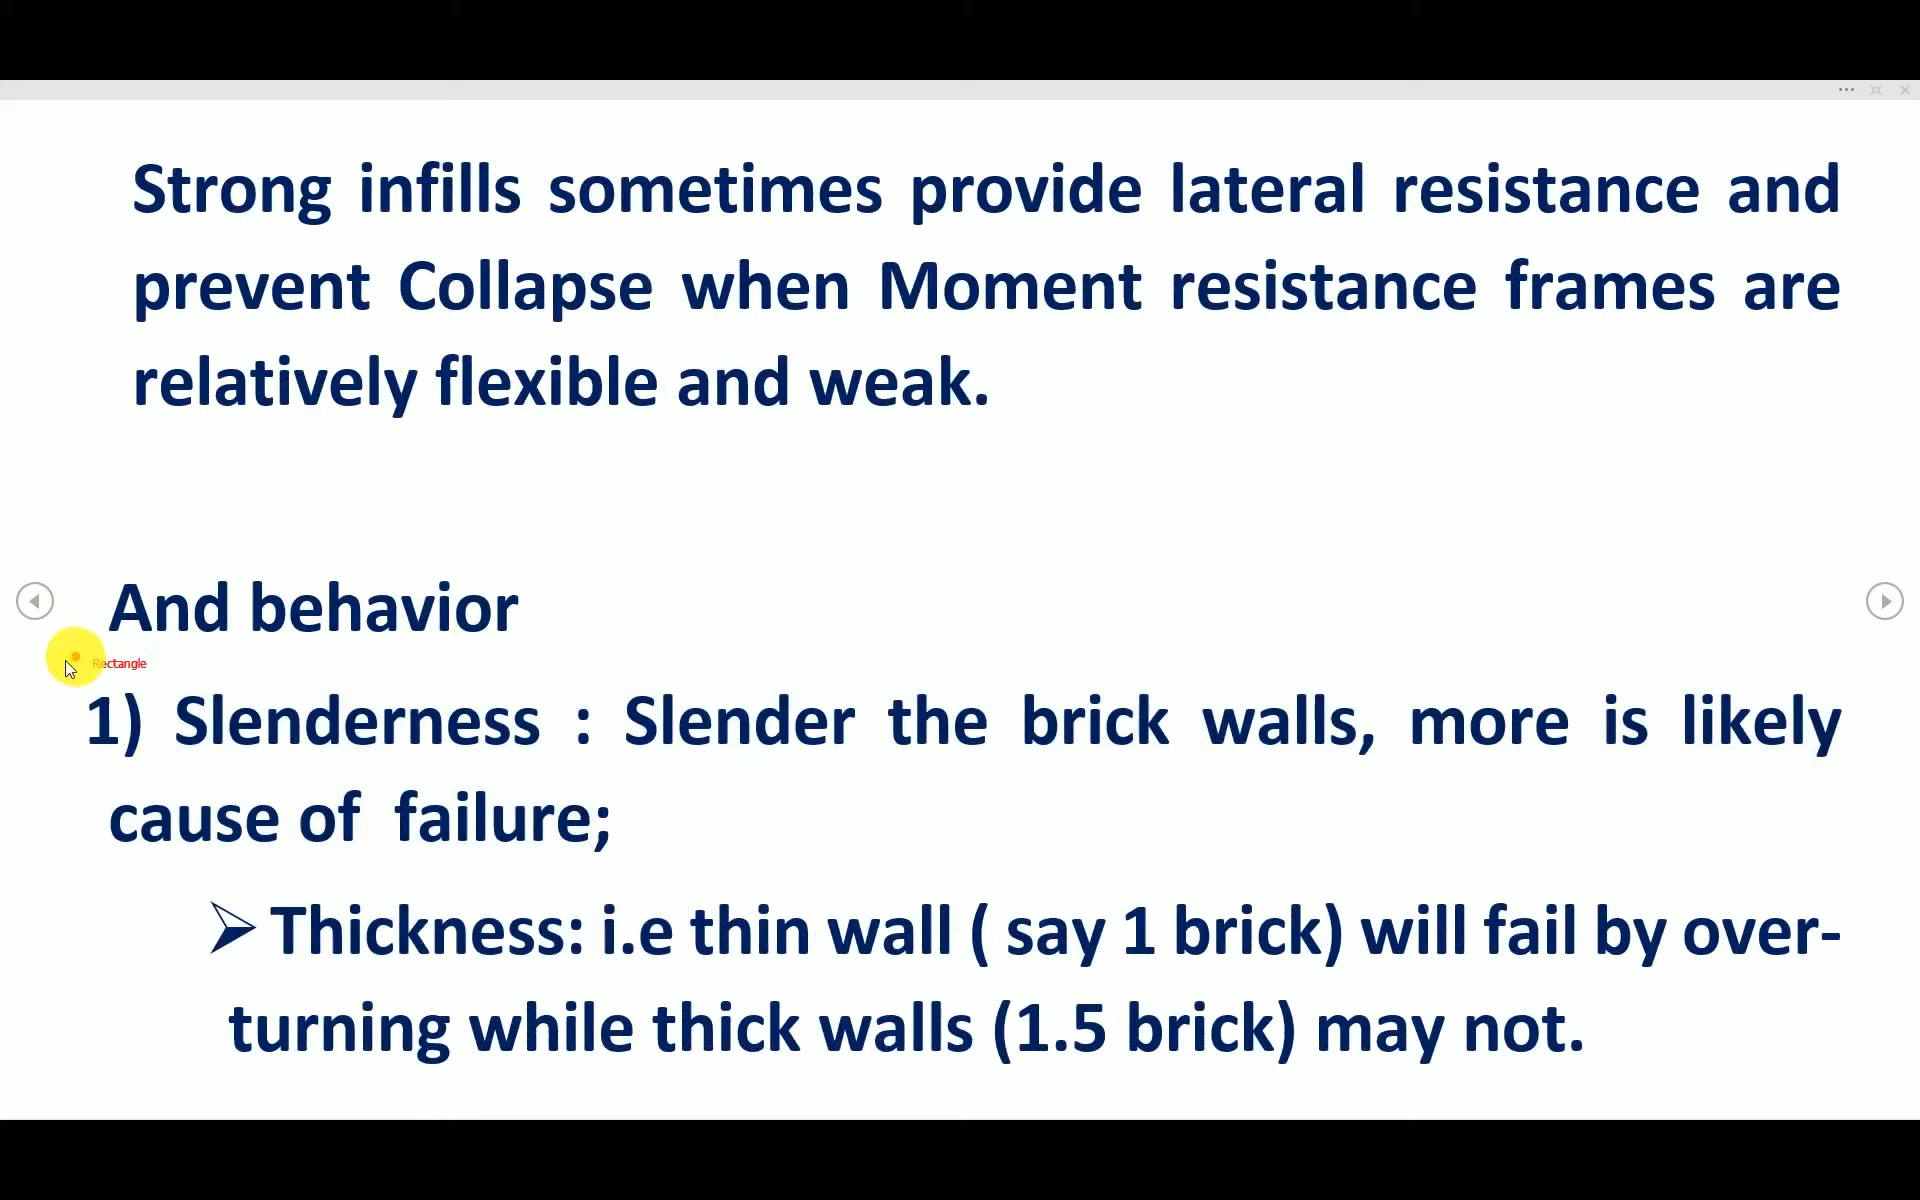 Strong infills sometimes provide lateral resistance and
prevent Collapse when Moment resistance frames are
relatively flexible and weak.
And behavior
Rectangle
1) Slenderness : Slender the brick walls, more is likely
cause of failure;
➢ Thickness: i.e thin wall ( say 1 brick) will fail by over-
turning while thick walls (1.5 brick) may not.